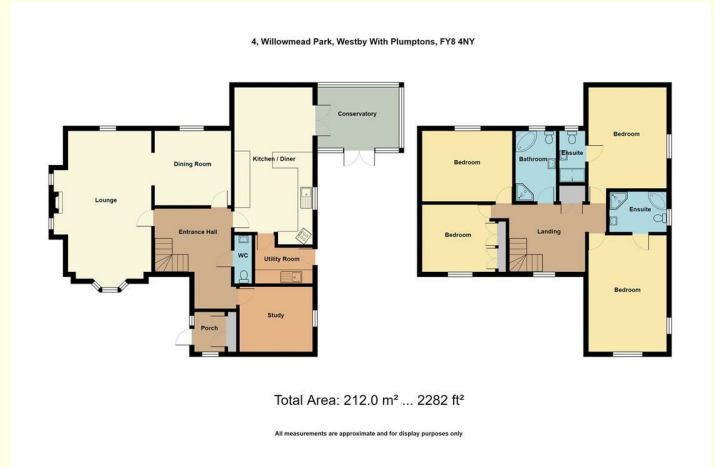 4, Willowmead Park, Westby With Plumptons, FY8 4NY
Conservatory
Kitchen / Diner
Dining Room
Lounge
Entrance Hall
WC
Utility Room
Study
Porch
Bedroom
Bathroom
Ensuite
Bedroom
Ensuite
Bedroom
Landing
Bedroom
Total Area: 212.0 m² ... 2282 ft²
All measurements are approximate and for display purposes only